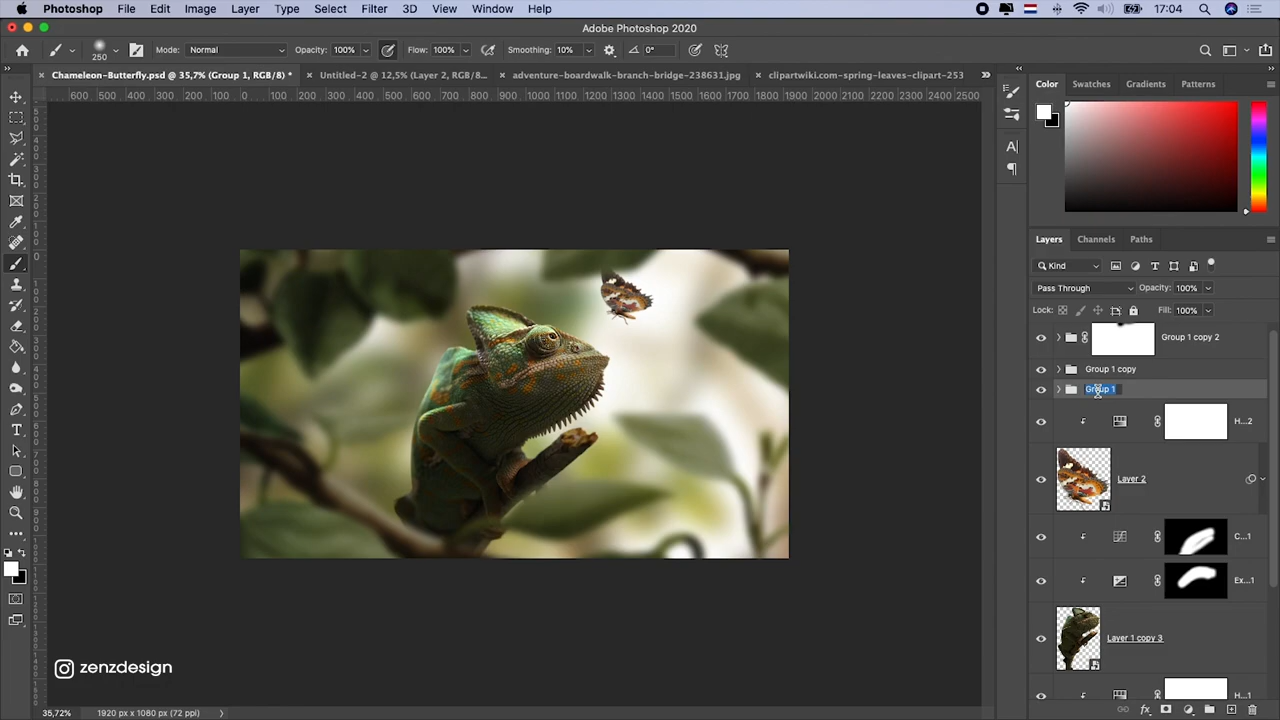 Photoshop File Edit Image Layer Type Select Filter 3D View Window Help 17:04
Adobe Photoshop 2020
250 Mode: Normal Opacity: 100% Flow: 100% Smoothing: 10% 0°
Chameleon-Butterfly.psd @ 35,7% (Group 1, RGB/8) * Untitled-2 @ 12,5% (Layer 2, RGB/8... adventure-boardwalk-branch-bridge-238631.jpg clipartwiki.com-spring-leaves-clipart-253
600 500 400 300 200 100 0 100 200 300 400 500 600 700 800 900 1000 1100 1200 1300 1400 1500 1600 1700 1800 1900 2000 2100 2200 2300 2400 2500
Color Swatches Gradients Patterns
Layers Channels Paths
Kind
Pass Through Opacity: 100%
Lock: Fill: 100%
Group 1 copy 2
Group 1 copy
Group 1
H...2
Layer 2
C...1
Ex...1
Layer 1 copy 3
H...1
zenzdesign
35,72% 1920 px x 1080 px (72 ppi)